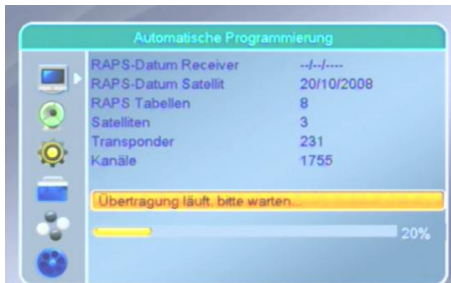 Automatische Programmierung
RAPS-Datum Receiver --/--/----
RAPS-Datum Satellit 20/10/2008
RAPS Tabellen 8
Satelliten 3
Transponder 231
Kanäle 1755
Übertragung läuft, bitte warten...
20%